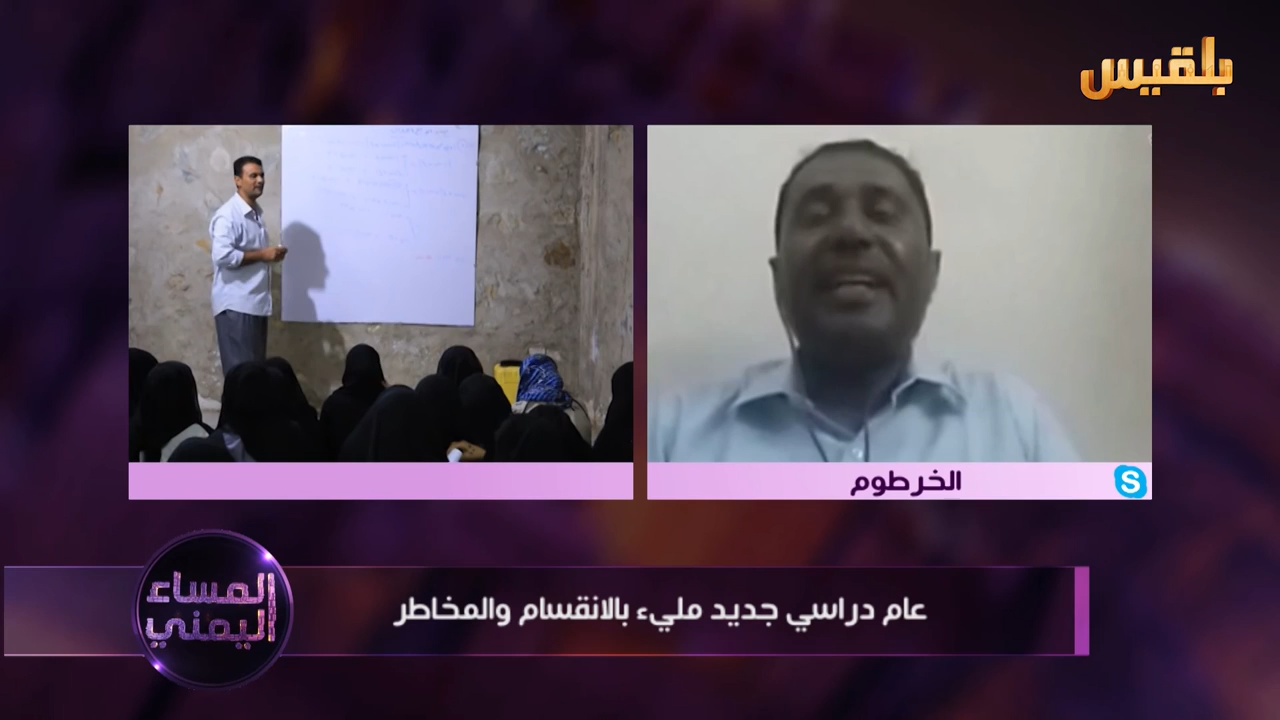 بلقيس
الخرطوم
S
المساء
اليمني
عام دراسي جديد مليء بالانقسام والمخاطر